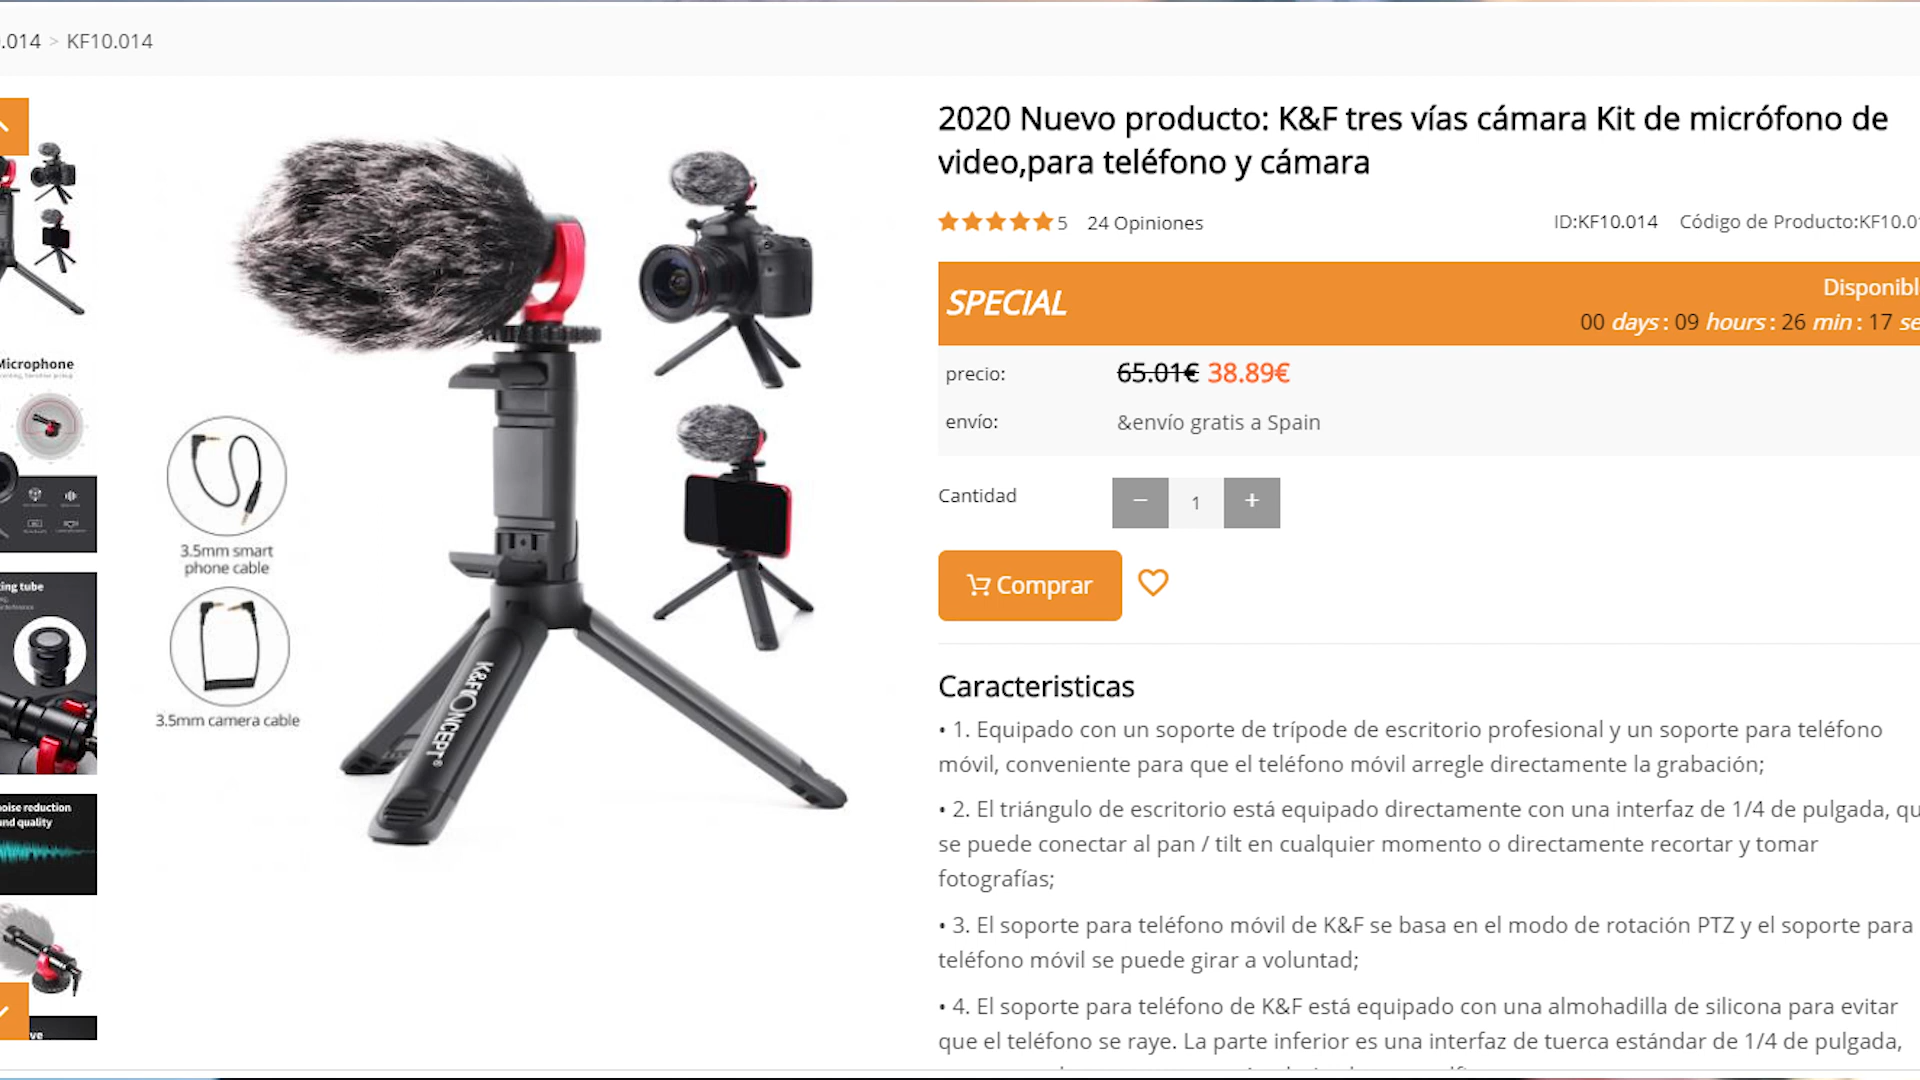 .014 > KF10.014
2020 Nuevo producto: K&F tres vías cámara Kit de micrófono de
video,para teléfono y cámara
5 24 Opiniones
ID:KF10.014 Código de Producto:KF10.0
SPECIAL
Disponibl
00 days : 09 hours : 26 min : 17 se
precio: 65.01€ 38.89€
envío: &envío gratis a Spain
Cantidad − 1 +
Comprar
Caracteristicas
• 1. Equipado con un soporte de trípode de escritorio profesional y un soporte para teléfono
móvil, conveniente para que el teléfono móvil arregle directamente la grabación;
• 2. El triángulo de escritorio está equipado directamente con una interfaz de 1/4 de pulgada, qu
se puede conectar al pan / tilt en cualquier momento o directamente recortar y tomar
fotografías;
• 3. El soporte para teléfono móvil de K&F se basa en el modo de rotación PTZ y el soporte para
teléfono móvil se puede girar a voluntad;
• 4. El soporte para teléfono de K&F está equipado con una almohadilla de silicona para evitar
que el teléfono se raye. La parte inferior es una interfaz de tuerca estándar de 1/4 de pulgada,
3.5mm smart
phone cable
3.5mm camera cable
K&F CONCEPT®
Microphone
ing tube
oise reduction
und quality
ve